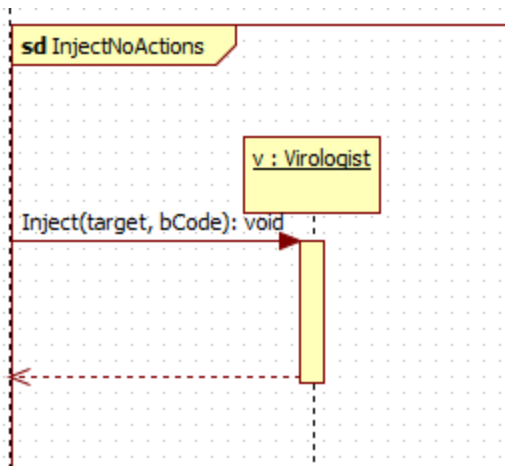 sd InjectNoActions
v : Virologist
Inject(target, bCode): void